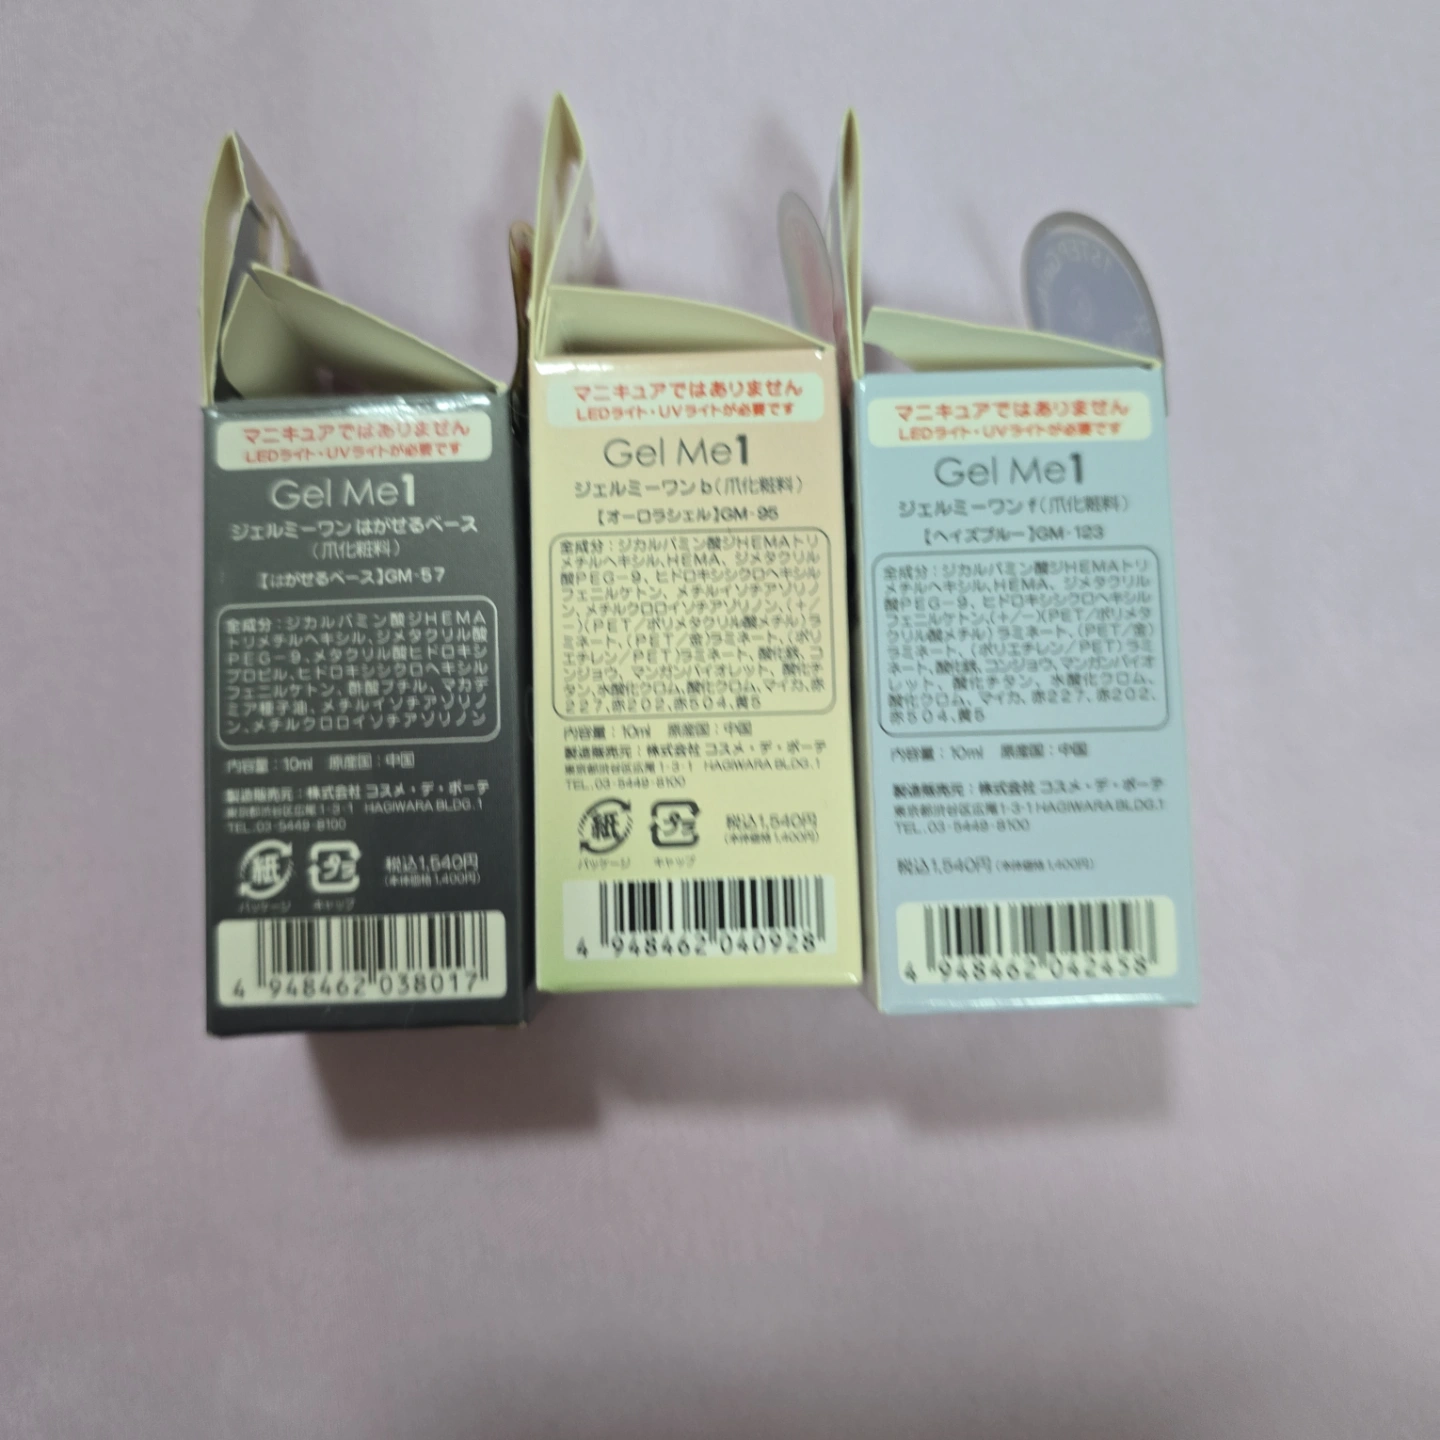 マニキュアではありません
LEDライト・UVライトが必要です
Gel Me1
ジェルミーワン はがせるベース
（爪化粧料）
【はがせるベース】GM-57
全成分：ジカルバミン酸ジＨＥＭＡ
トリメチルヘキシル、ジメタクリル酸
ＰＥＧ－９、メタクリル酸ヒドロキシ
プロピル、ヒドロキシシクロヘキシル
フェニルケトン、酢酸ブチル、マカデ
ミア種子油、メチルイソチアゾリノ
ン、メチルクロロイソチアゾリノン
内容量：10ml 原産国：中国
製造販売元：株式会社 コスメ・デ・ボーテ
東京都渋谷区広尾1-3-1 HAGIWARA BLDG.1
TEL.03-5449-8100
紙
パッケージ
プラ
キャップ
税込1,540円
（本体価格 1,400円）
4 948462 038017
マニキュアではありません
LEDライト・UVライトが必要です
Gel Me1
ジェルミーワン b（爪化粧料）
【オーロラシェル】GM-95
全成分：ジカルバミン酸ジＨＥＭＡトリ
メチルヘキシル、ＨＥＭＡ、ジメタクリル
酸ＰＥＧ－９、ヒドロキシシクロヘキシル
フェニルケトン、メチルイソチアゾリノ
ン、メチルクロロイソチアゾリノン、（＋／
－）（ＰＥＴ／ポリメタクリル酸メチル）ラ
ミネート、（ＰＥＴ／金）ラミネート、（ポリ
エチレン／ＰＥＴ）ラミネート、酸化鉄、コ
ンジョウ、マンガンバイオレット、酸化チ
タン、水酸化クロム、酸化クロム、マイカ、赤
２２７、赤２０２、赤５０４、黄５
内容量：10ml 原産国：中国
製造販売元：株式会社 コスメ・デ・ボーテ
東京都渋谷区広尾1-3-1 HAGIWARA BLDG.1
TEL.03-5449-8100
紙
パッケージ
プラ
キャップ
税込1,540円
（本体価格 1,400円）
4 948462 040928
マニキュアではありません
LEDライト・UVライトが必要です
Gel Me1
ジェルミーワン f（爪化粧料）
【ヘイズブルー】GM-123
全成分：ジカルバミン酸ジＨＥＭＡトリ
メチルヘキシル、ＨＥＭＡ、ジメタクリル
酸ＰＥＧ－９、ヒドロキシシクロヘキシル
フェニルケトン、（＋／－）（ＰＥＴ／ポリメタ
クリル酸メチル）ラミネート、（ＰＥＴ／金）
ラミネート、（ポリエチレン／ＰＥＴ）ラミ
ネート、酸化鉄、コンジョウ、マンガンバイオ
レット、酸化チタン、水酸化クロム、
酸化クロム、マイカ、赤２２７、赤２０２、
赤５０４、黄５
内容量：10ml 原産国：中国
製造販売元：株式会社 コスメ・デ・ボーテ
東京都渋谷区広尾1-3-1 HAGIWARA BLDG.1
TEL.03-5449-8100
税込1,540円（本体価格 1,400円）
4 948462 042438